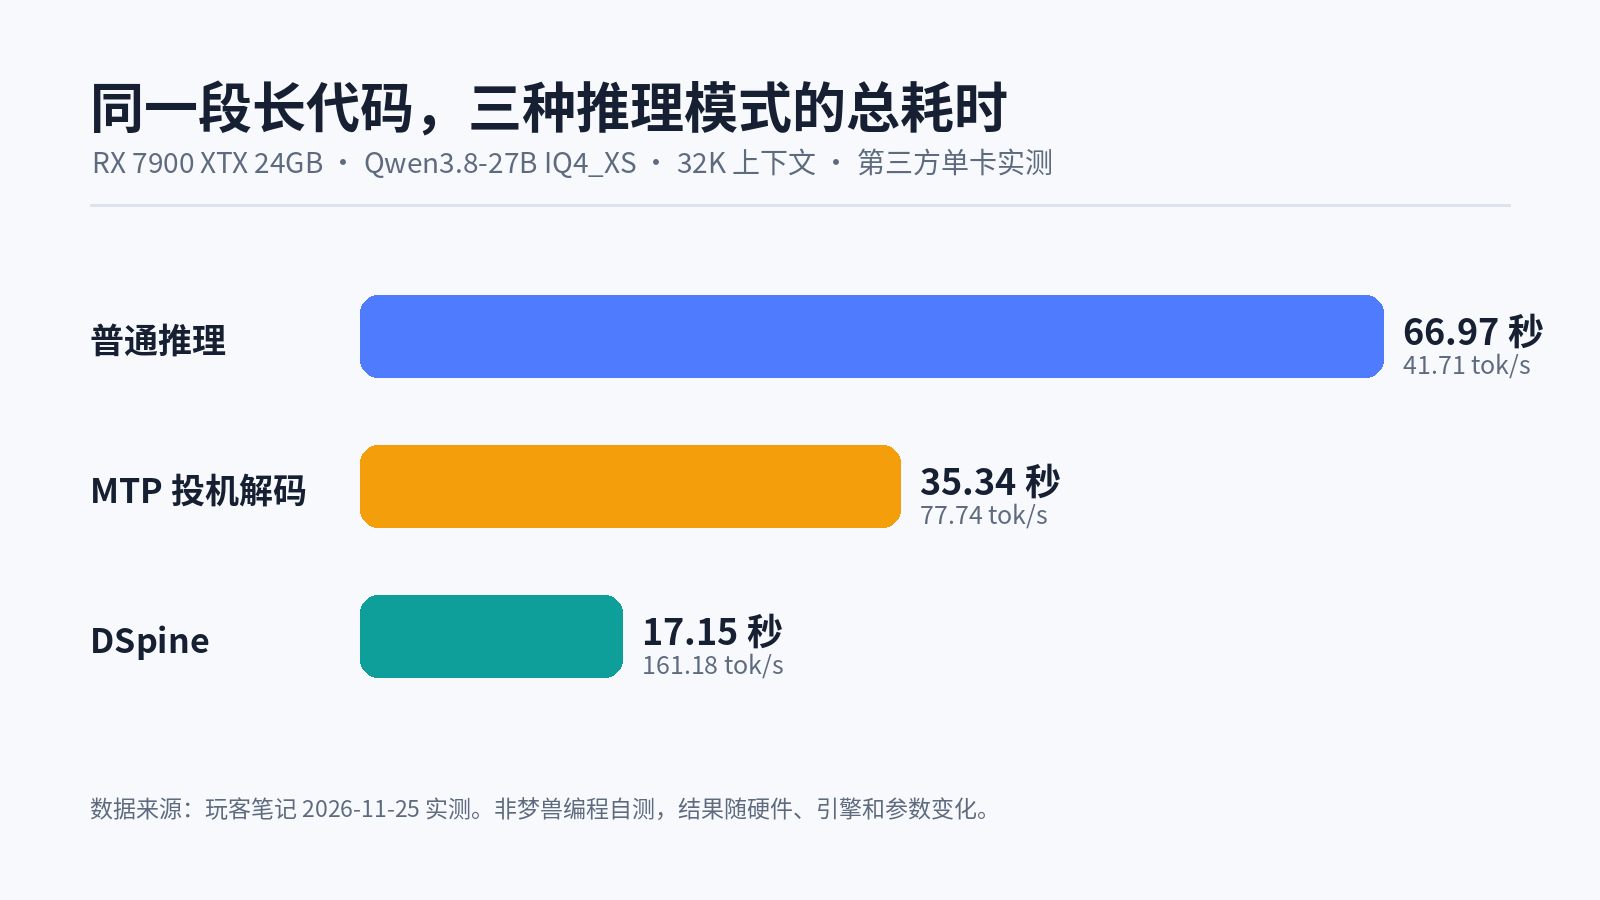 同一段长代码，三种推理模式的总耗时
RX 7900 XTX 24GB · Qwen3.8-27B IQ4_XS · 32K 上下文 · 第三方单卡实测
普通推理
66.97 秒
41.71 tok/s
MTP 投机解码
35.34 秒
77.74 tok/s
DSpine
17.15 秒
161.18 tok/s
数据来源：玩客笔记 2026-11-25 实测。非梦兽编程自测，结果随硬件、引擎和参数变化。